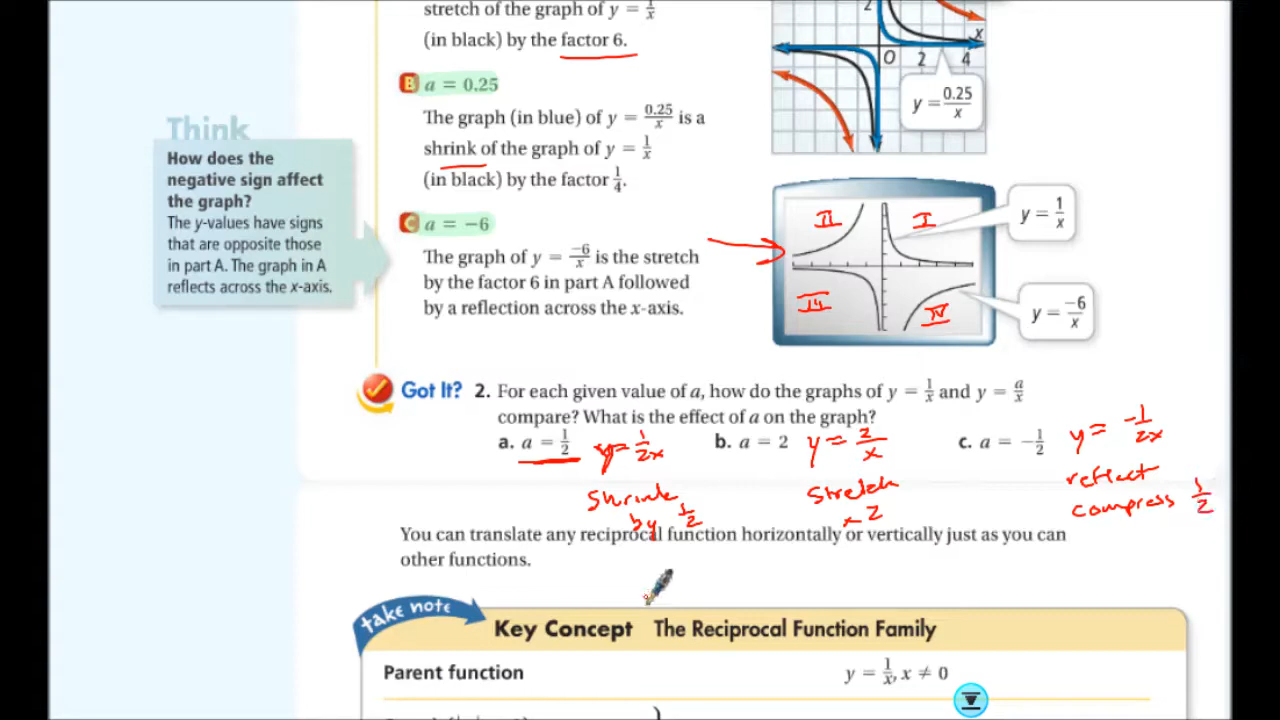 stretch of the graph of y = 1/x
(in black) by the factor 6.
B a = 0.25
The graph (in blue) of y = 0.25/x is a
shrink of the graph of y = 1/x
(in black) by the factor 1/4.
C a = −6
The graph of y = −6/x is the stretch
by the factor 6 in part A followed
by a reflection across the x-axis.
Think
How does the
negative sign affect
the graph?
The y-values have signs
that are opposite those
in part A. The graph in A
reflects across the x-axis.
2
x
O 2 4
y = 0.25/x
II I
III IV
y = 1/x
y = −6/x
Got It? 2. For each given value of a, how do the graphs of y = 1/x and y = a/x
compare? What is the effect of a on the graph?
a. a = 1/2 y = 1/2x b. a = 2 y = 2/x c. a = −1/2 y = -1/2x
Shrink
by 1/2
Stretch
x 2
reflect
compress 1/2
You can translate any reciprocal function horizontally or vertically just as you can
other functions.
take note
Key Concept The Reciprocal Function Family
Parent function y = 1/x, x ≠ 0